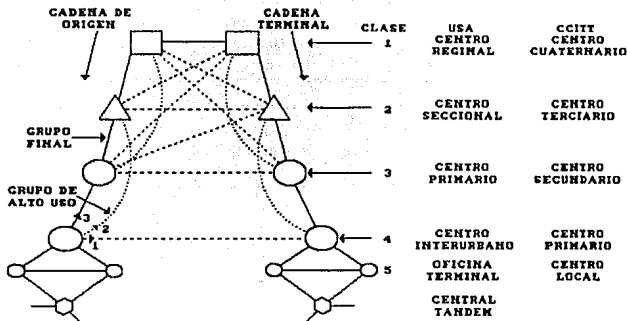 CADENA DE
ORIGEN
CADENA
TERMINAL
CLASE
USA
CCITT
1
CENTRO
REGINAL
CENTRO
CUATERNARIO
2
CENTRO
SECCIONAL
CENTRO
TERCIARIO
GRUPO
FINAL
3
CENTRO
PRIMARIO
CENTRO
SECUNDARIO
GRUPO DE
ALTO USO
3
2
1
4
CENTRO
INTERURBANO
CENTRO
PRIMARIO
5
OFICINA
TERMINAL
CENTRO
LOCAL
CENTRAL
TANDEM